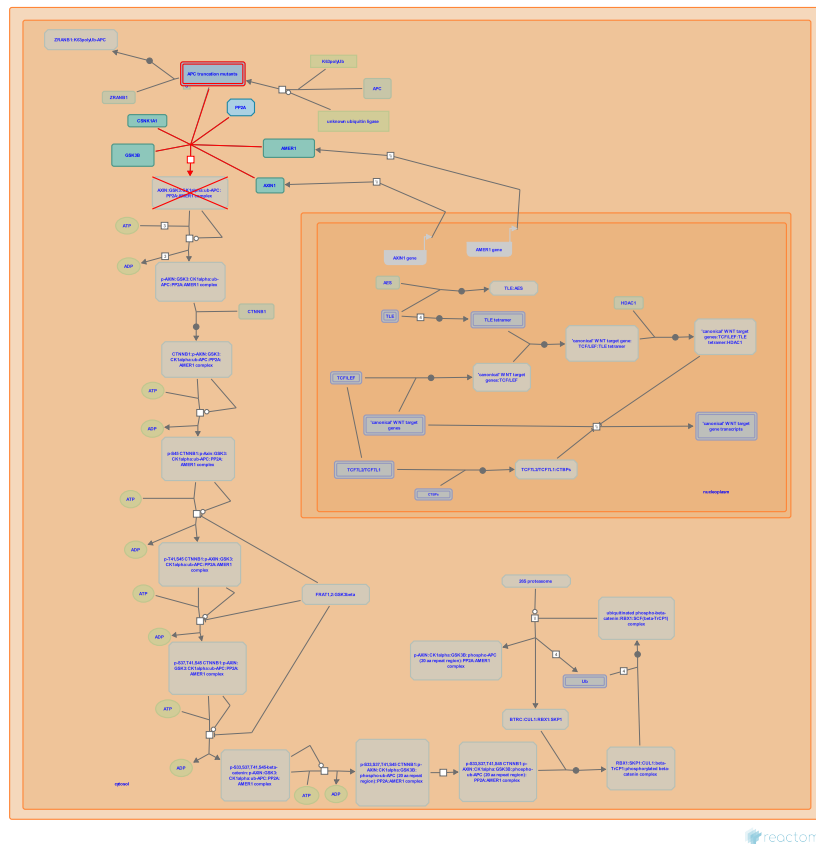 ZRANB1:K63polyUb-APC
APC truncation mutants
K63polyUb
APC
ZRANB1
unknown ubiquitin ligase
PP2A
CSNK1A1
GSK3B
AMER1
AXIN1
PP2A:AMER1 complex
ATP
ADP
p-AXIN:GSK3:CK1alpha:ub-
APC:PP2A:AMER1 complex
CTNNB1
CTNNB1:p-AXIN:GSK3:
CK1alpha:ub-APC:PP2A:
AMER1 complex
ATP
ADP
p-S45 CTNNB1:p-Axin:GSK3:
CK1alpha:ub-APC:PP2A:
AMER1 complex
ATP
ADP
p-T41,S45 CTNNB1:p-AXIN:GSK3:
CK1alpha:ub-APC:PP2A:AMER1
complex
ATP
FRAT1,2:GSK3beta
ADP
p-S37,T41,S45 CTNNB1:p-AXIN:
GSK3:CK1alpha:ub-APC:PP2A:
AMER1 complex
ATP
ADP
p-S33,S37,T41,S45-beta-
catenin:p-AXIN:GSK3:
CK1alpha:ub-APC:PP2A:
AMER1 complex
ATP
ADP
p-S33,S37,T41,S45 CTNNB1:p-
AXIN:CK1alpha:GSK3B:
phospho-APC (20 aa repeat
region):PP2A:AMER1 complex
p-S33,S37,T41,S45 CTNNB1:
p-AXIN:CK1alpha:GSK3B:phospho-
APC (20 aa repeat region):
PP2A:AMER1 complex
RBX1:SKP1:CUL1:beta-
TrCP1:phosphorylated beta-
catenin complex
BTRC:CUL1:RBX1:SKP1
p-AXIN:CK1alpha:GSK3B: phospho-APC
(20 aa repeat region): PP2A:AMER1
complex
Ub
26S proteasome
ubiquitinated phospho-beta-
catenin:RBX1:SCF(beta-TrCP1)
complex
AXIN1 gene
AMER1 gene
AES
TLE:AES
TLE
TLE tetramer
HDAC1
'canonical' WNT target gene:
TCF/LEF:TLE tetramer
'canonical' WNT target
genes:TCF/LEF:TLE
tetramer:HDAC1
TCF/LEF
'canonical' WNT target
genes:TCF/LEF
'canonical' WNT target
genes
'canonical' WNT target
gene transcripts
TCF7L2/TCF7L1
TCF7L2/TCF7L1:CTBPs
CTBPs
nucleoplasm
cytosol
reactom